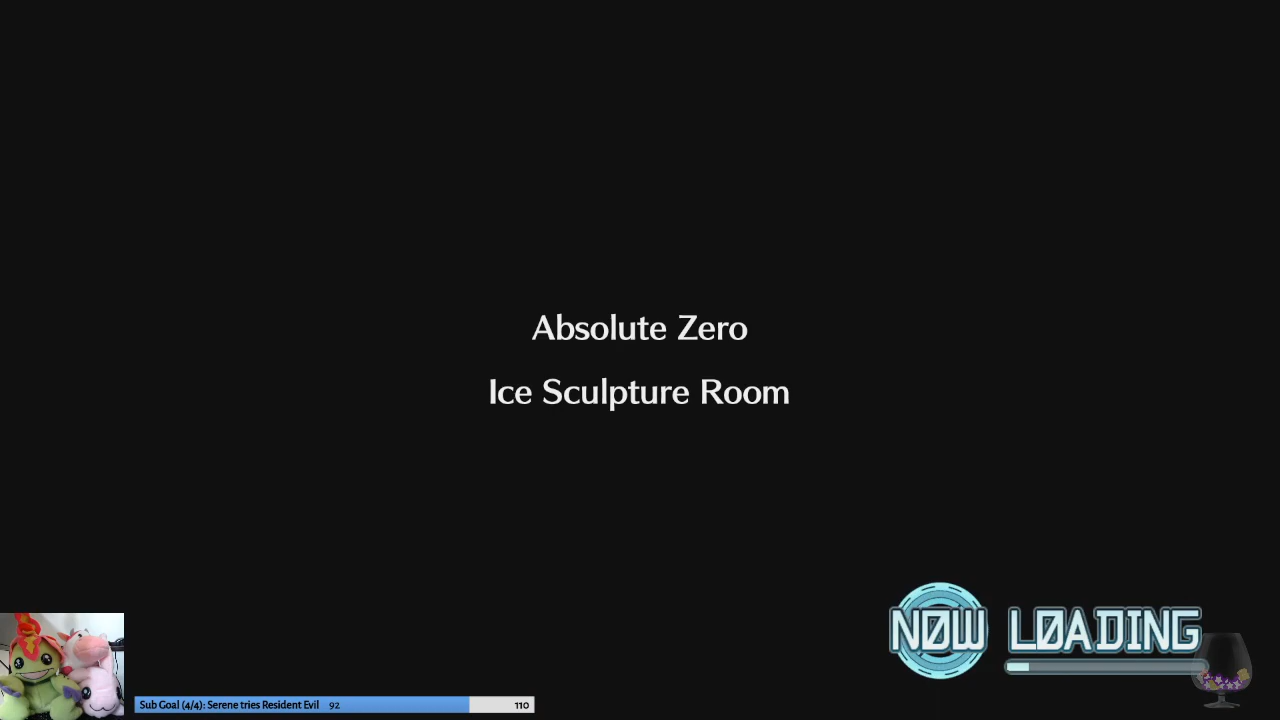 Absolute Zero
Ice Sculpture Room
NOW LOADING
Sub Goal (4/4): Serene tries Resident Evil 92 110